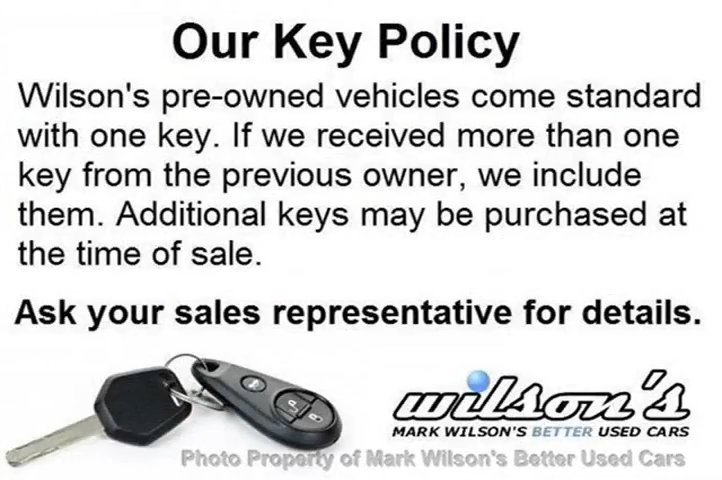 Our Key Policy
Wilson's pre-owned vehicles come standard
with one key. If we received more than one
key from the previous owner, we include
them. Additional keys may be purchased at
the time of sale.
Ask your sales representative for details.
wilson's
MARK WILSON'S BETTER USED CARS
Photo Property of Mark Wilson's Better Used Cars